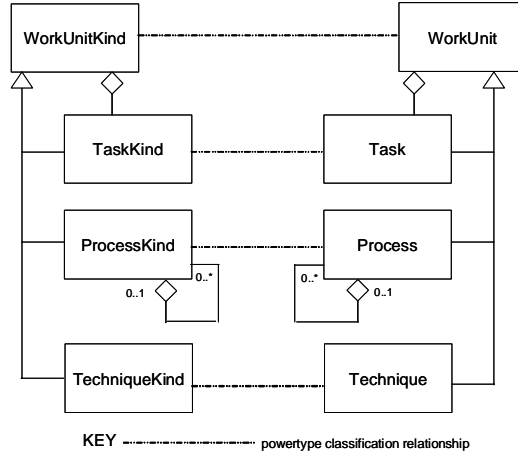 WorkUnitKind
WorkUnit
TaskKind
Task
ProcessKind
Process
0..*
0..*
0..1
0..1
TechniqueKind
Technique
KEY
powertype classification relationship